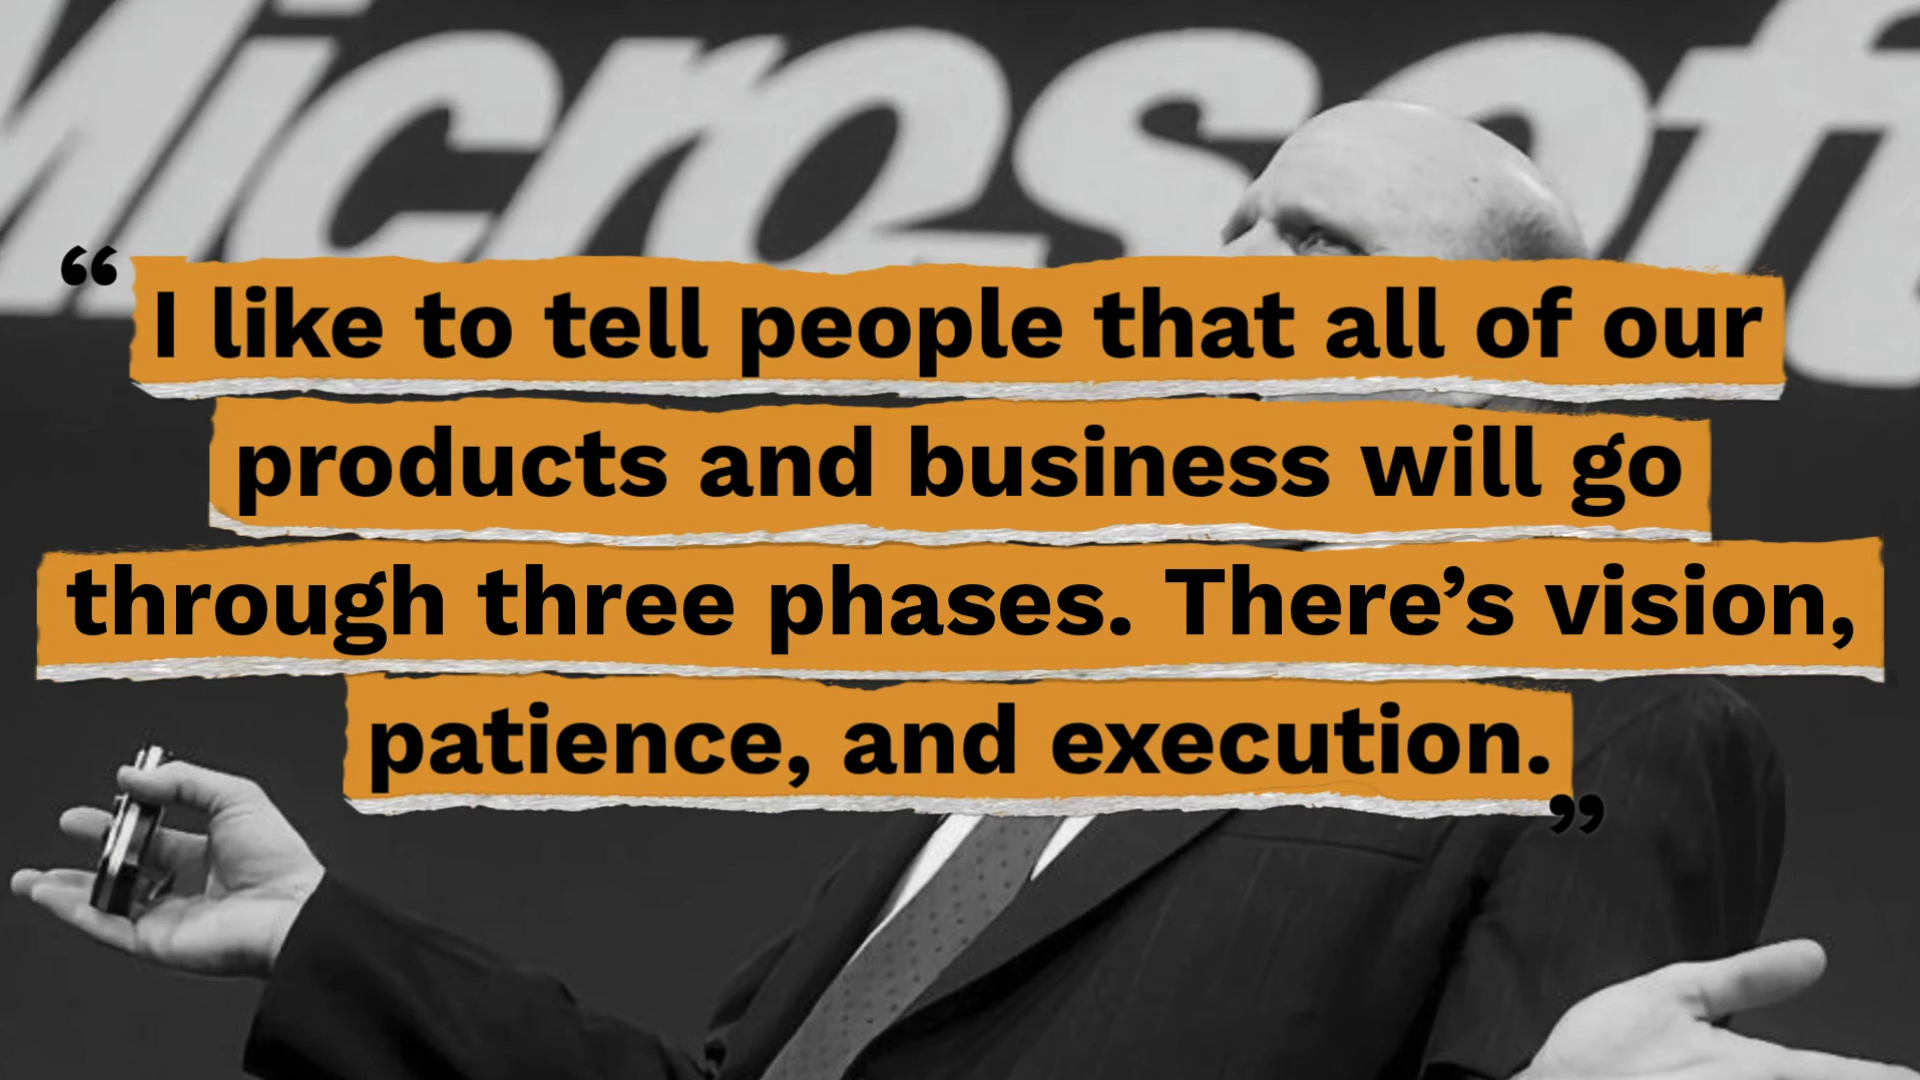 Microsoft
“I like to tell people that all of our
products and business will go
through three phases. There’s vision,
patience, and execution.”